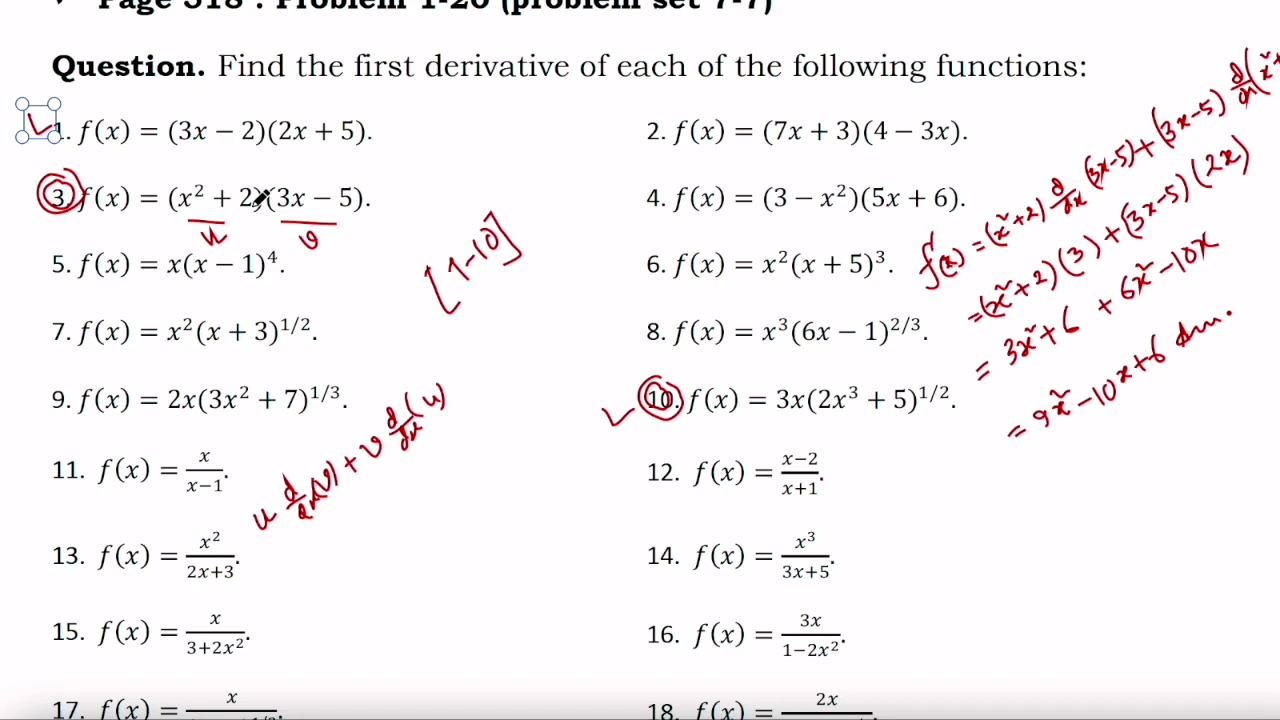 Page 318 : Problem 1-20 (problem set 7-7)
Question. Find the first derivative of each of the following functions:
1. f(x) = (3x − 2)(2x + 5).
2. f(x) = (7x + 3)(4 − 3x).
3. f(x) = (x² + 2)(3x − 5).
u v
4. f(x) = (3 − x²)(5x + 6).
5. f(x) = x(x − 1)⁴.
6. f(x) = x²(x + 5)³.
7. f(x) = x²(x + 3)^{1/2}.
8. f(x) = x³(6x − 1)^{2/3}.
9. f(x) = 2x(3x² + 7)^{1/3}.
10. f(x) = 3x(2x³ + 5)^{1/2}.
11. f(x) = x/(x−1).
12. f(x) = (x−2)/(x+1).
13. f(x) = x²/(2x+3).
14. f(x) = x³/(3x+5).
15. f(x) = x/(3+2x²).
16. f(x) = 3x/(1−2x²).
17. f(x) = x
18. f(x) = 2x
[1-10]
u d/dx(v) + v d/dx(u)
f'(x) = (x²+2) d/dx (3x-5) + (3x-5) d/dx (x²+
= (x²+2)(3) + (3x-5)(2x)
= 3x²+6 + 6x²-10x
= 9x²-10x+6